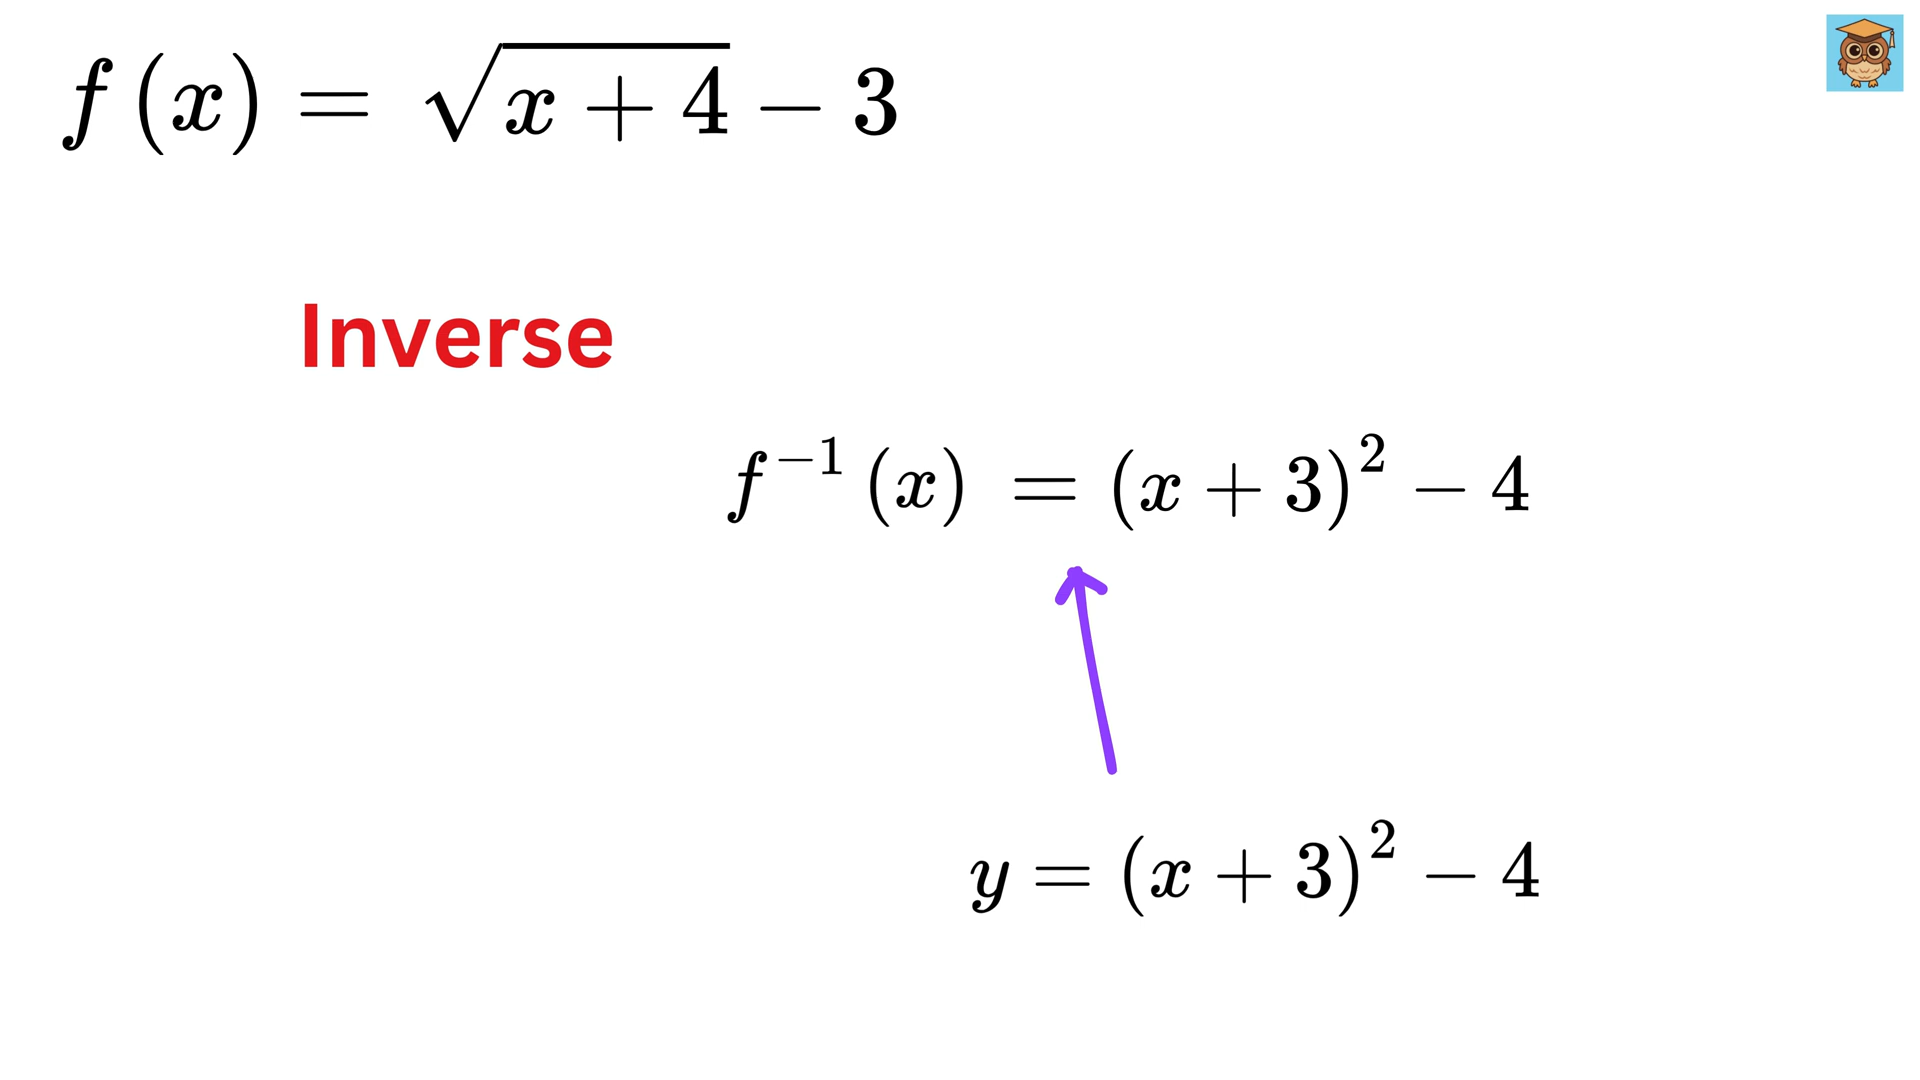 f(x) = √(x + 4) − 3
Inverse
f⁻¹(x) = (x + 3)² − 4
y = (x + 3)² − 4